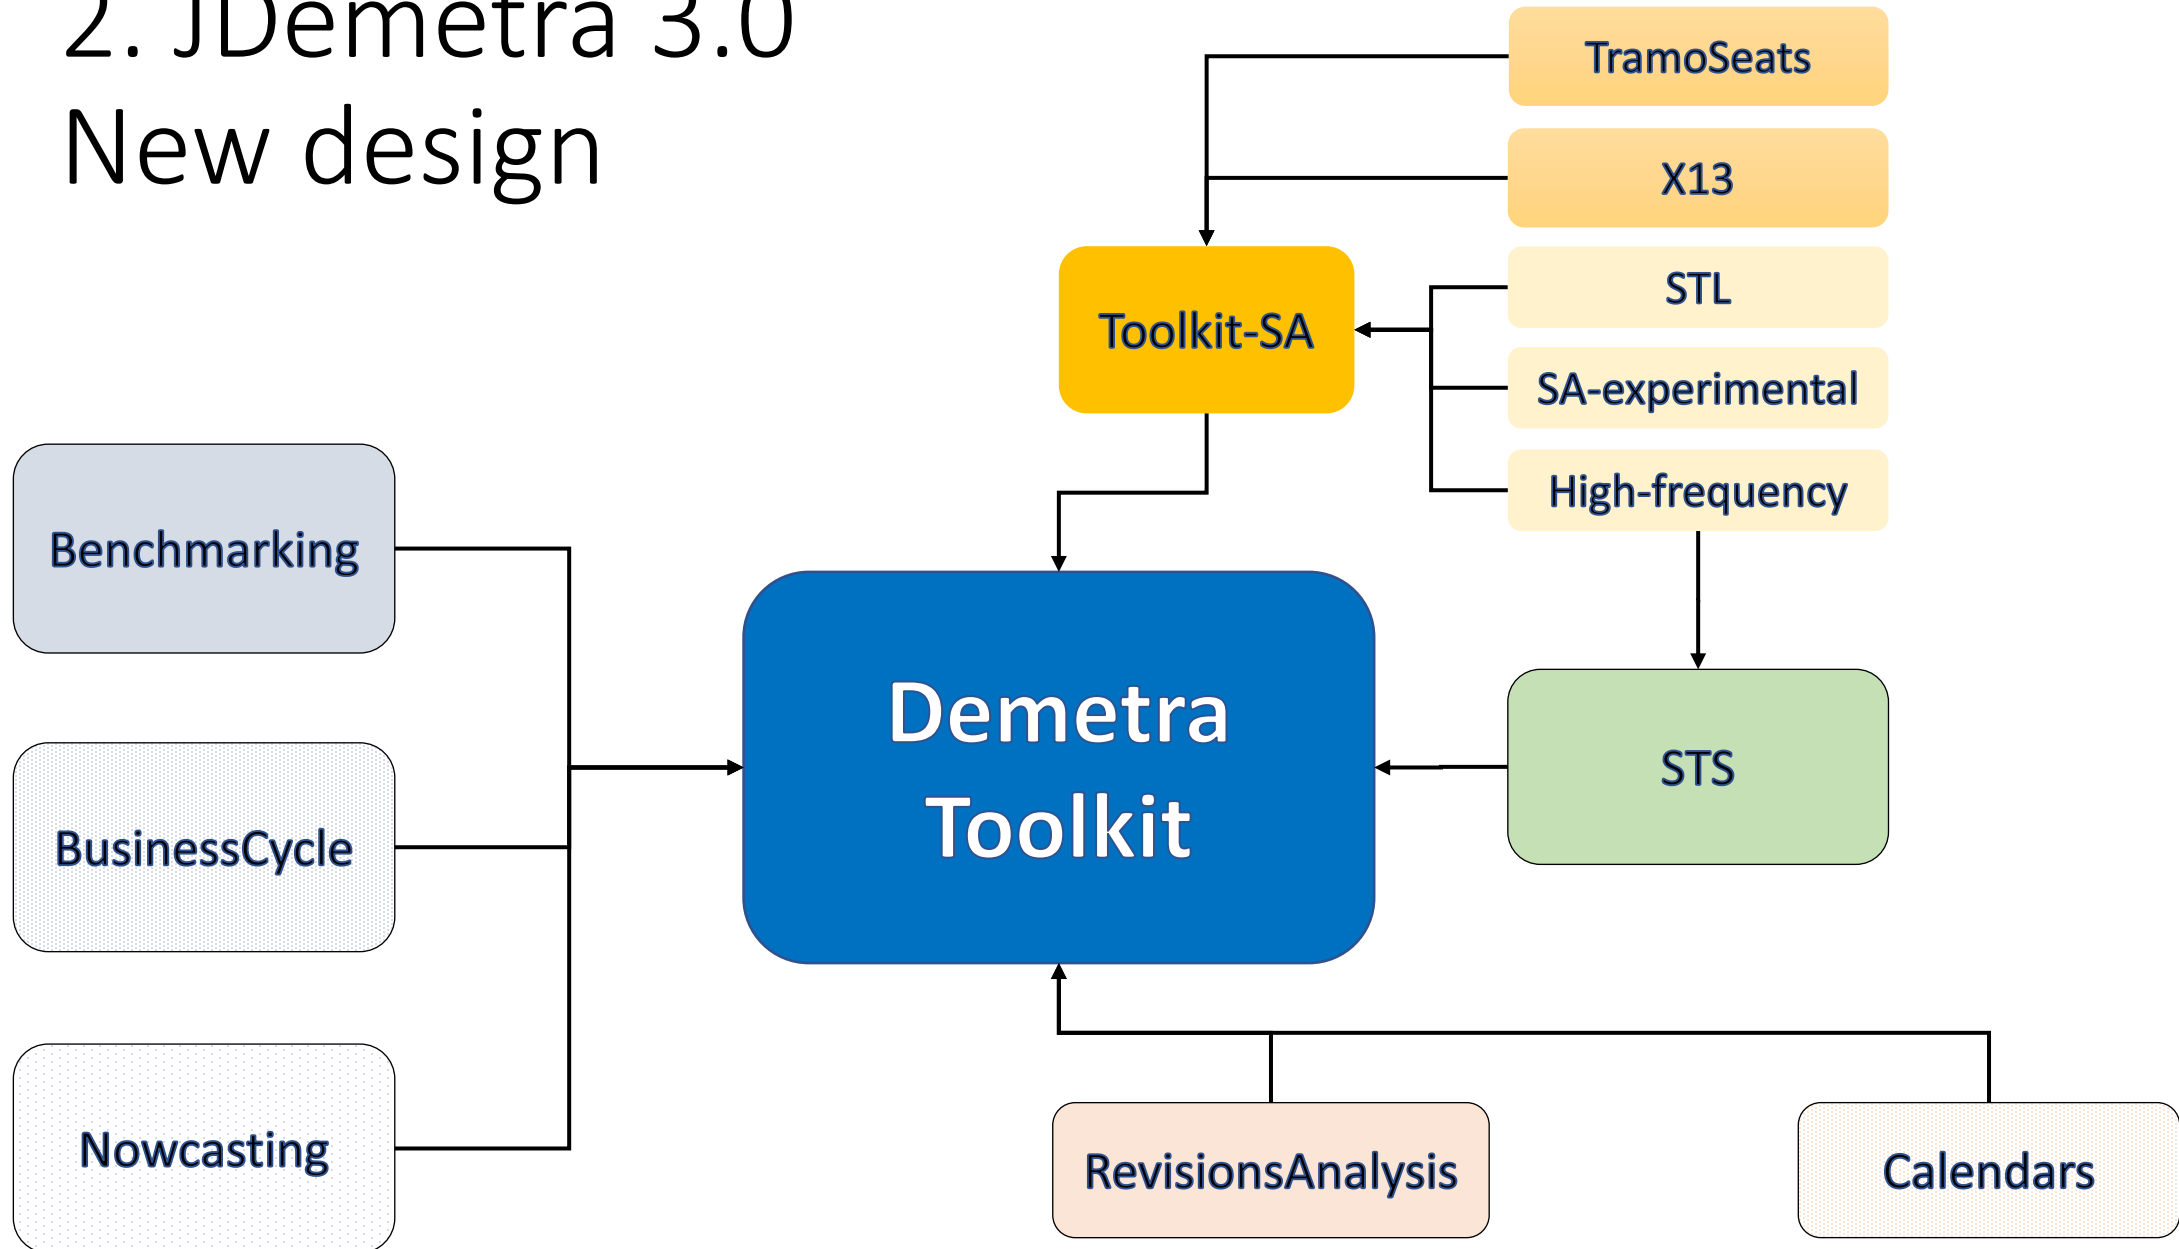 2. JDemetra 3.0
New design
TramoSeats
X13
STL
Toolkit-SA
SA-experimental
High-frequency
Benchmarking
Demetra
Toolkit
STS
BusinessCycle
Nowcasting
RevisionsAnalysis
Calendars